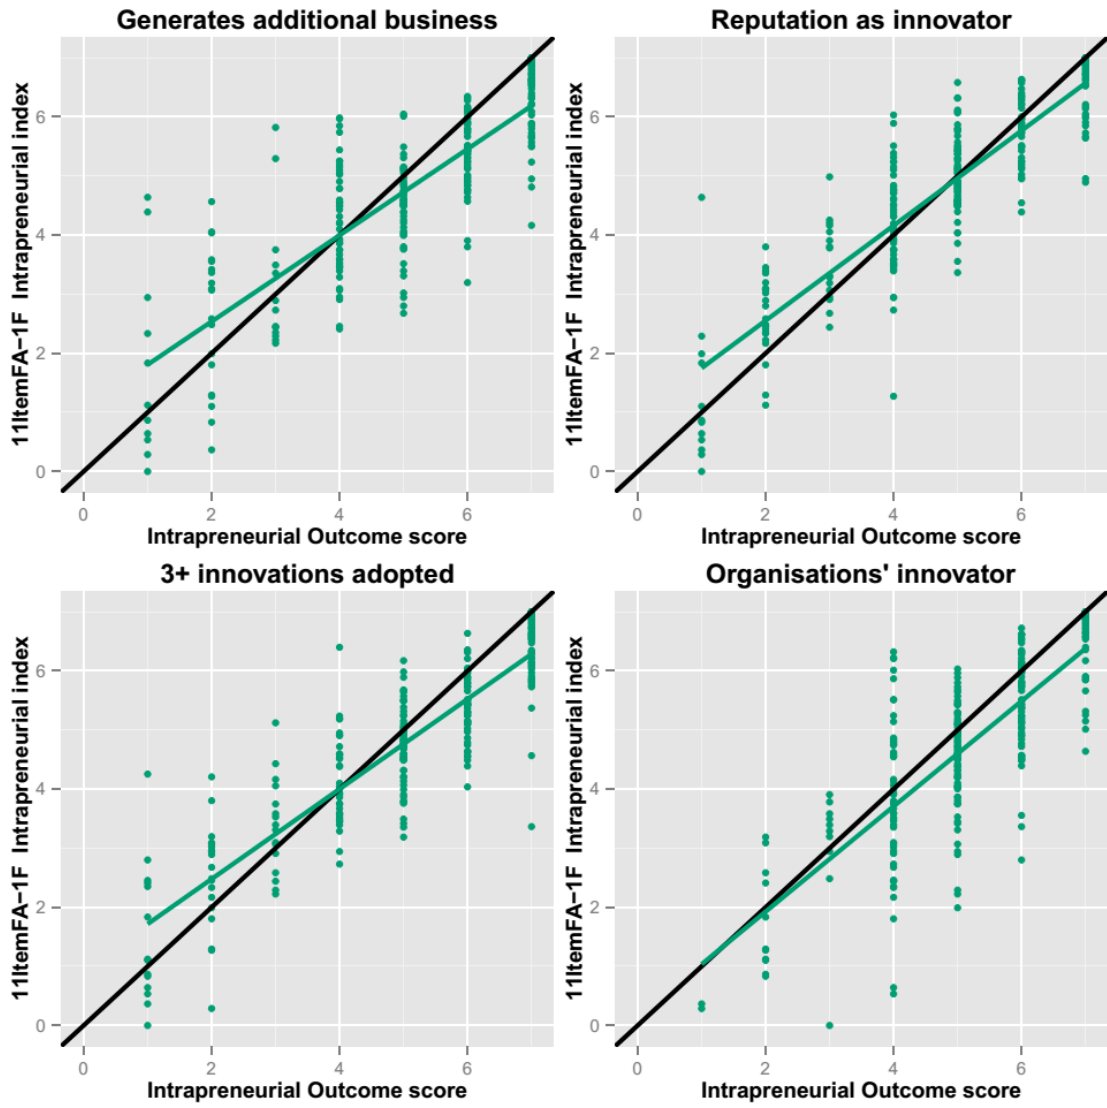 Generates additional business
11ItemFA−1F Intrapreneurial index
6
4
2
0
0 2 4 6
Intrapreneurial Outcome score
Reputation as innovator
11ItemFA−1F Intrapreneurial index
6
4
2
0
0 2 4 6
Intrapreneurial Outcome score
3+ innovations adopted
11ItemFA−1F Intrapreneurial index
6
4
2
0
0 2 4 6
Intrapreneurial Outcome score
Organisations' innovator
11ItemFA−1F Intrapreneurial index
6
4
2
0
0 2 4 6
Intrapreneurial Outcome score